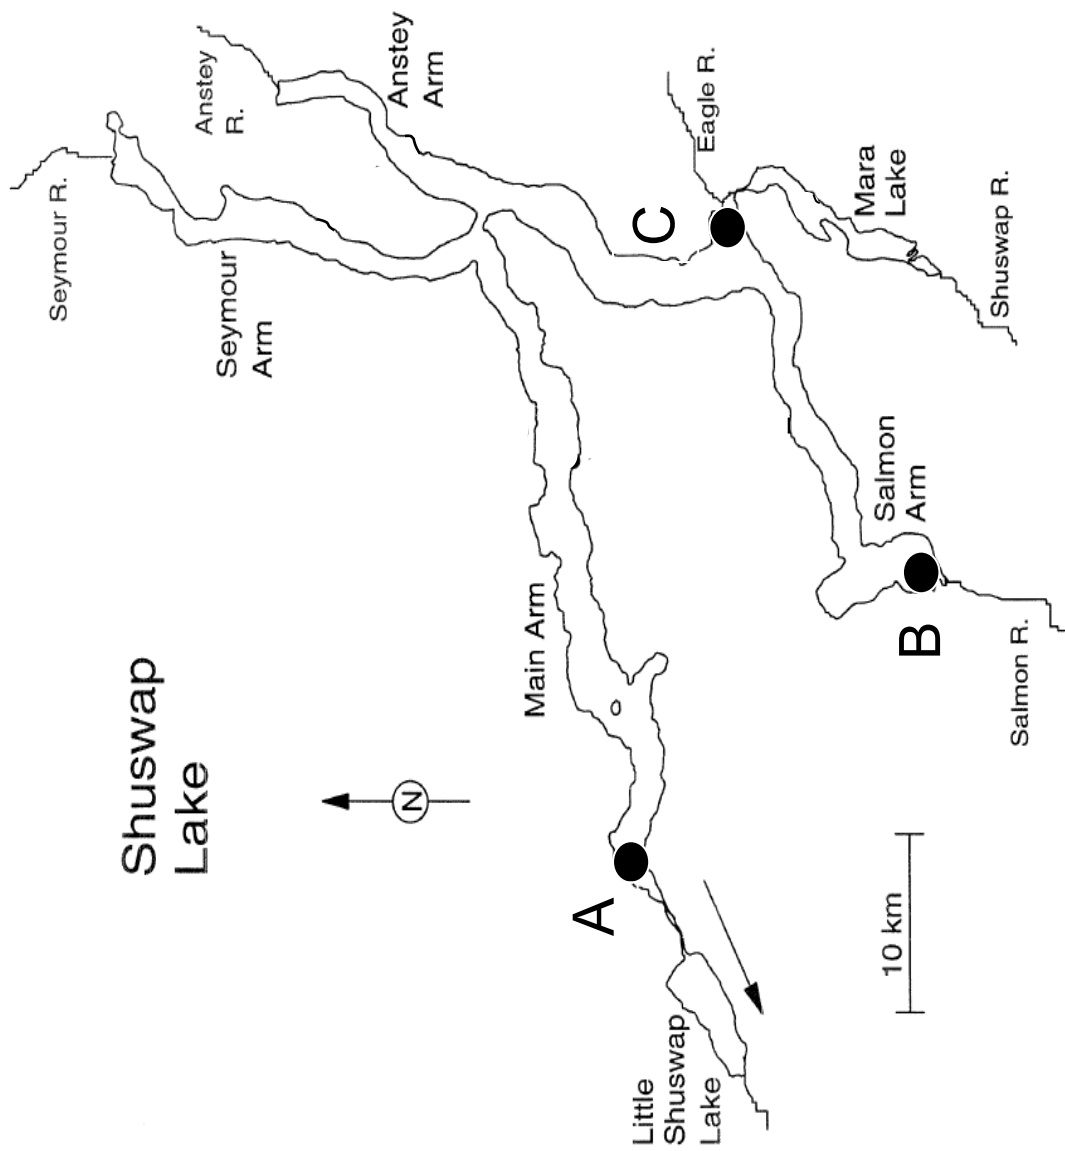 Seymour R.
Anstey
R.
Anstey
Arm
Seymour
Arm
Eagle R.
C
Mara
Lake
Shuswap R.
Shuswap
Lake
N
Main Arm
Salmon
Arm
B
Salmon R.
A
10 km
Little
Shuswap
Lake